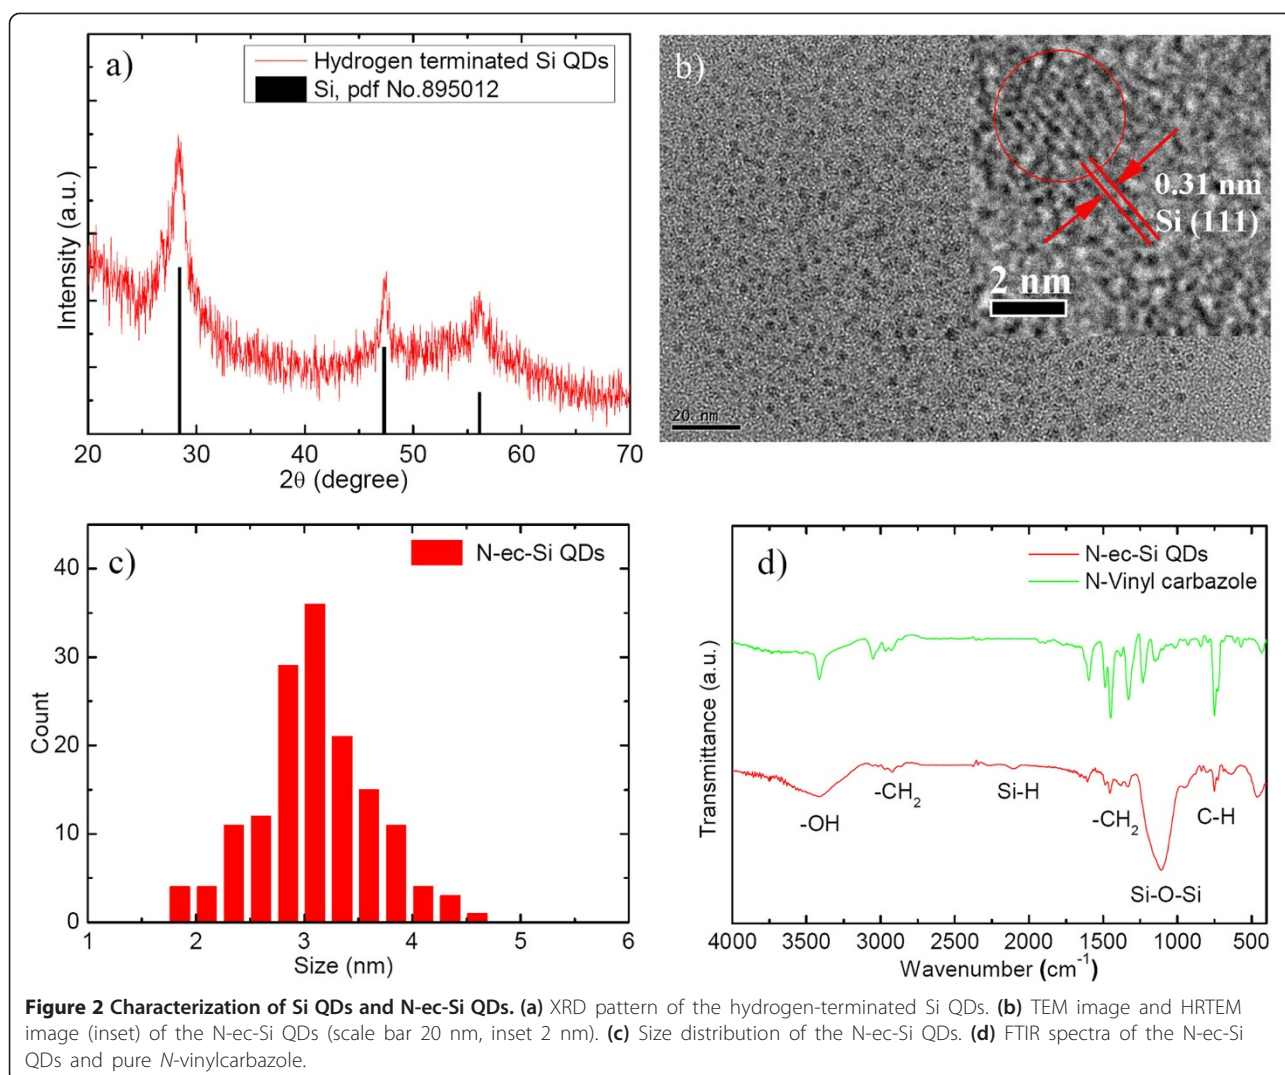 a)
Hydrogen terminated Si QDs
Si, pdf No.895012
Intensity (a.u.)
20 30 40 50 60 70
2θ (degree)
b)
0.31 nm
Si (111)
2 nm
20 nm
c)
N-ec-Si QDs
40
30
20
10
0
Count
1 2 3 4 5 6
Size (nm)
d)
N-ec-Si QDs
N-Vinyl carbazole
Transmittance (a.u.)
-CH2
Si-H
-OH
-CH2
C-H
Si-O-Si
4000 3500 3000 2500 2000 1500 1000 500
Wavenumber (cm-1)
Figure 2 Characterization of Si QDs and N-ec-Si QDs. (a) XRD pattern of the hydrogen-terminated Si QDs. (b) TEM image and HRTEM
image (inset) of the N-ec-Si QDs (scale bar 20 nm, inset 2 nm). (c) Size distribution of the N-ec-Si QDs. (d) FTIR spectra of the N-ec-Si
QDs and pure N-vinylcarbazole.